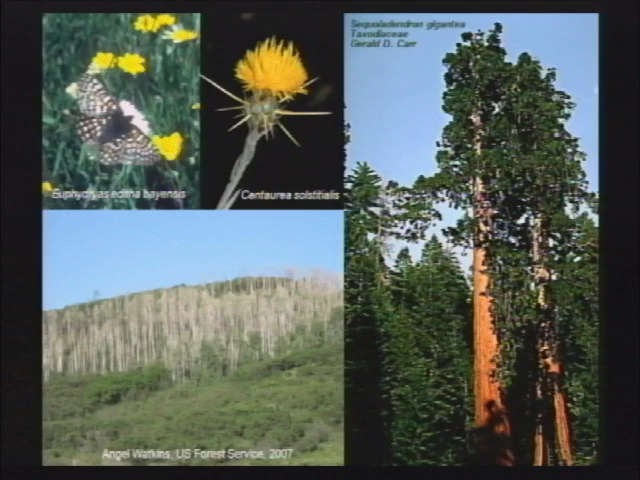 Euphydryas editha bayensis
Centaurea solstitialis
Sequoiadendron gigantea
Taxodiaceae
Gerald D. Carr
Angel Watkins, US Forest Service, 2007